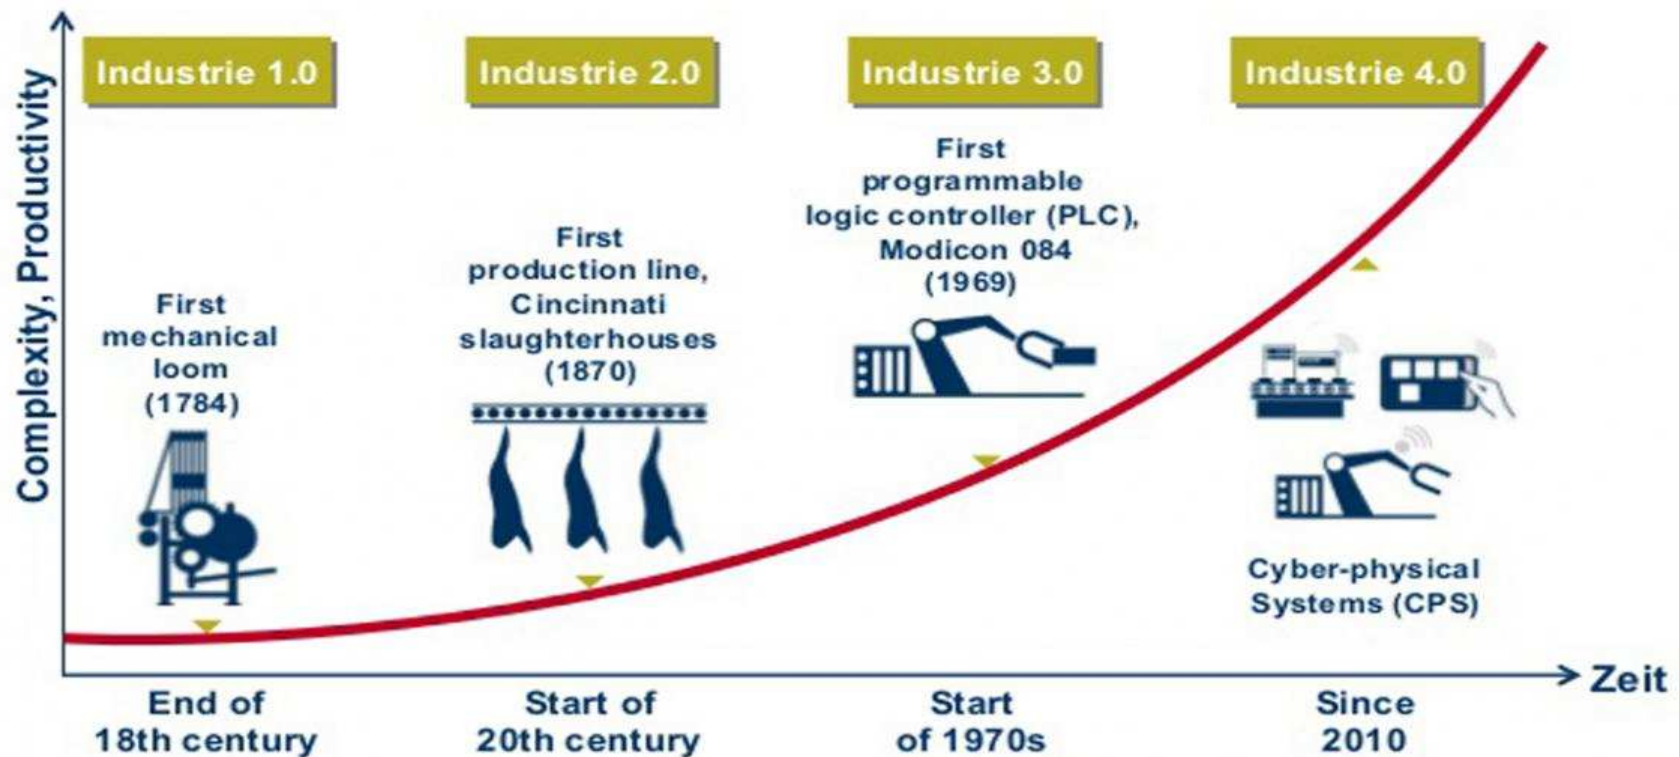 Complexity, Productivity
Industrie 1.0
Industrie 2.0
Industrie 3.0
Industrie 4.0
First
mechanical
loom
(1784)
First
production line,
Cincinnati
slaughterhouses
(1870)
First
programmable
logic controller (PLC),
Modicon 084
(1969)
Cyber-physical
Systems (CPS)
Zeit
End of
18th century
Start of
20th century
Start
of 1970s
Since
2010